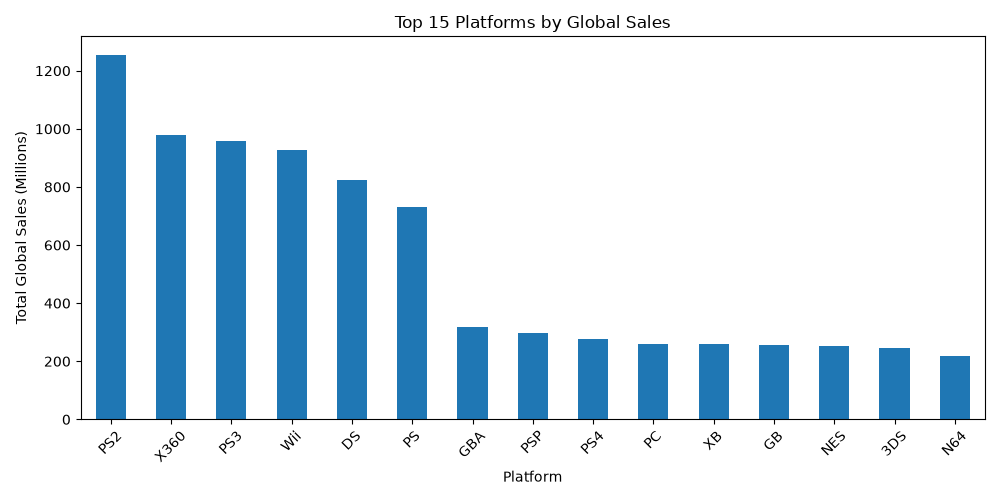 Top 15 Platforms by Global Sales
Total Global Sales (Millions)
1200
1000
800
600
400
200
0
PS2 X360 PS3 Wii DS PS GBA PSP PS4 PC XB GB NES 3DS N64
Platform